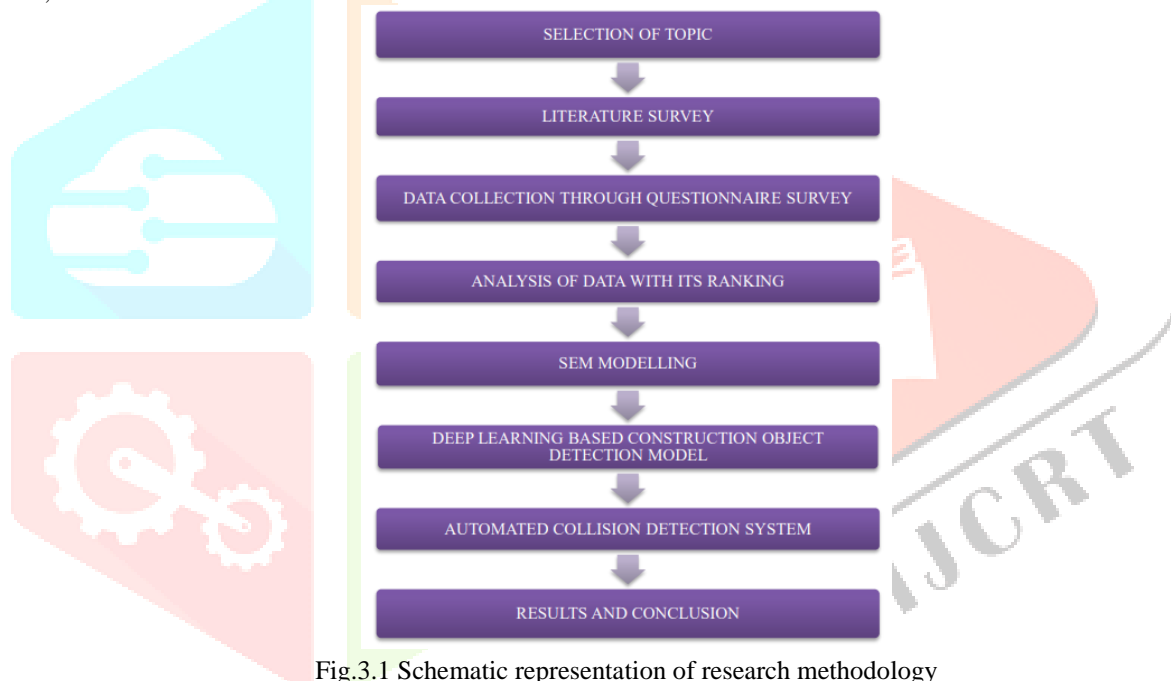 SELECTION OF TOPIC
LITERATURE SURVEY
DATA COLLECTION THROUGH QUESTIONNAIRE SURVEY
ANALYSIS OF DATA WITH ITS RANKING
SEM MODELLING
DEEP LEARNING BASED CONSTRUCTION OBJECT
DETECTION MODEL
AUTOMATED COLLISION DETECTION SYSTEM
RESULTS AND CONCLUSION
IJCRT
Fig.3.1 Schematic representation of research methodology